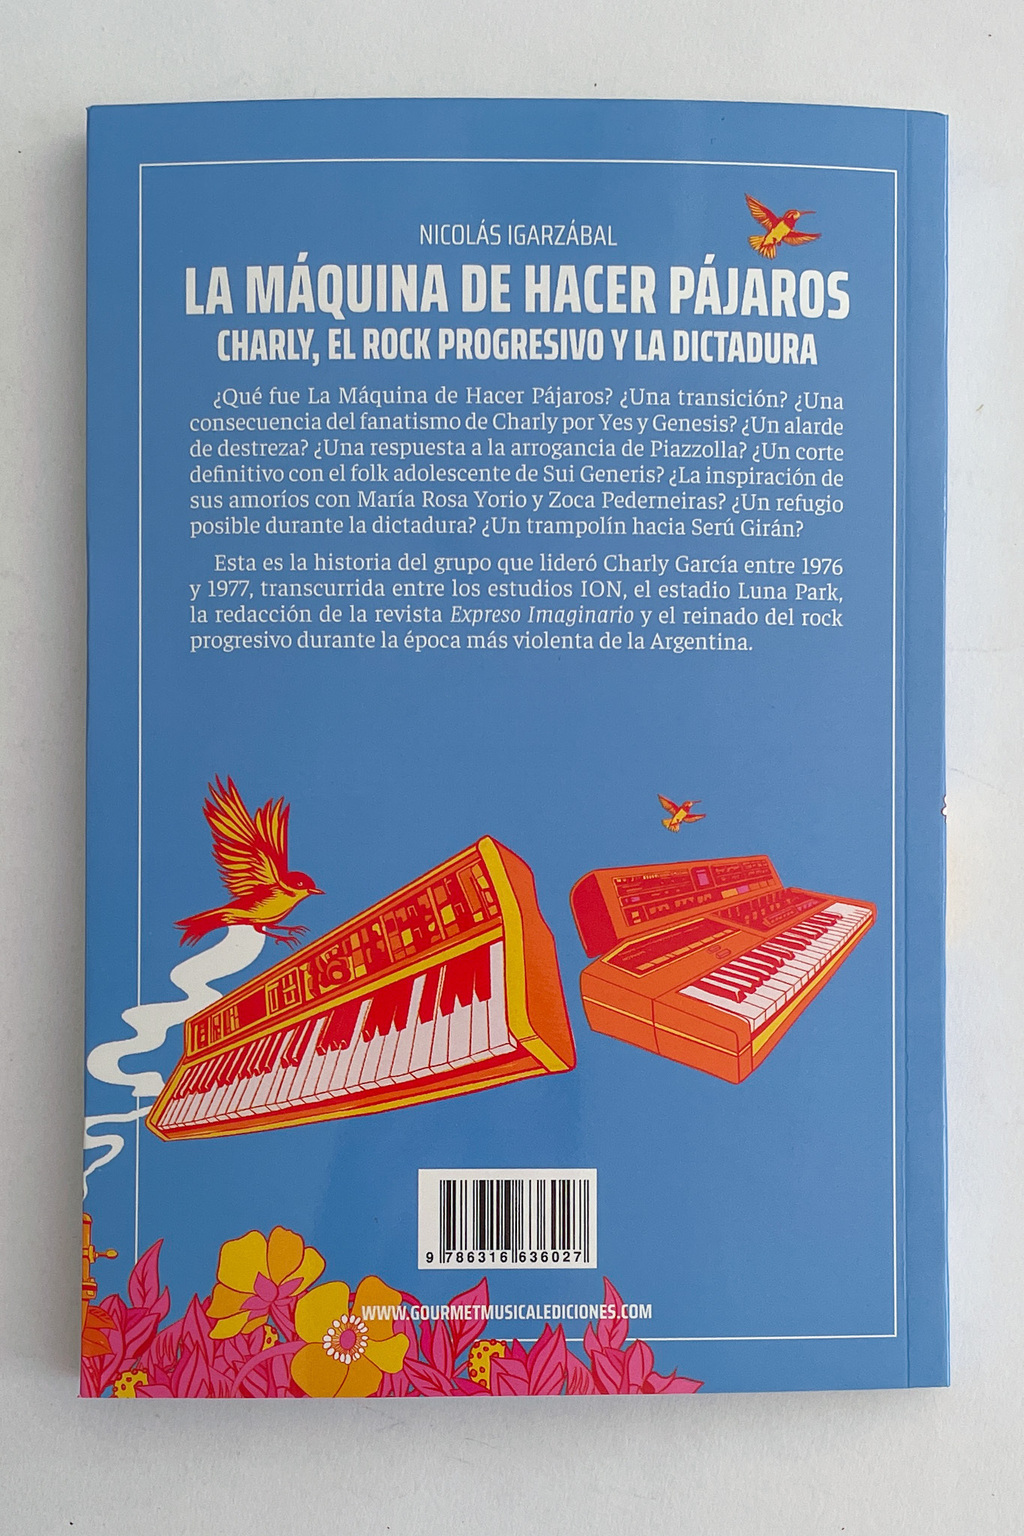 NICOLÁS IGARZÁBAL
LA MÁQUINA DE HACER PÁJAROS
CHARLY, EL ROCK PROGRESIVO Y LA DICTADURA
¿Qué fue La Máquina de Hacer Pájaros? ¿Una transición? ¿Una
consecuencia del fanatismo de Charly por Yes y Genesis? ¿Un alarde
de destreza? ¿Una respuesta a la arrogancia de Piazzolla? ¿Un corte
definitivo con el folk adolescente de Sui Generis? ¿La inspiración de
sus amoríos con María Rosa Yorio y Zoca Pederneiras? ¿Un refugio
posible durante la dictadura? ¿Un trampolín hacia Serú Girán?
Esta es la historia del grupo que lideró Charly García entre 1976
y 1977, transcurrida entre los estudios ION, el estadio Luna Park,
la redacción de la revista Expreso Imaginario y el reinado del rock
progresivo durante la época más violenta de la Argentina.
9 786316 636027
WWW.GOURMETMUSICALEDICIONES.COM